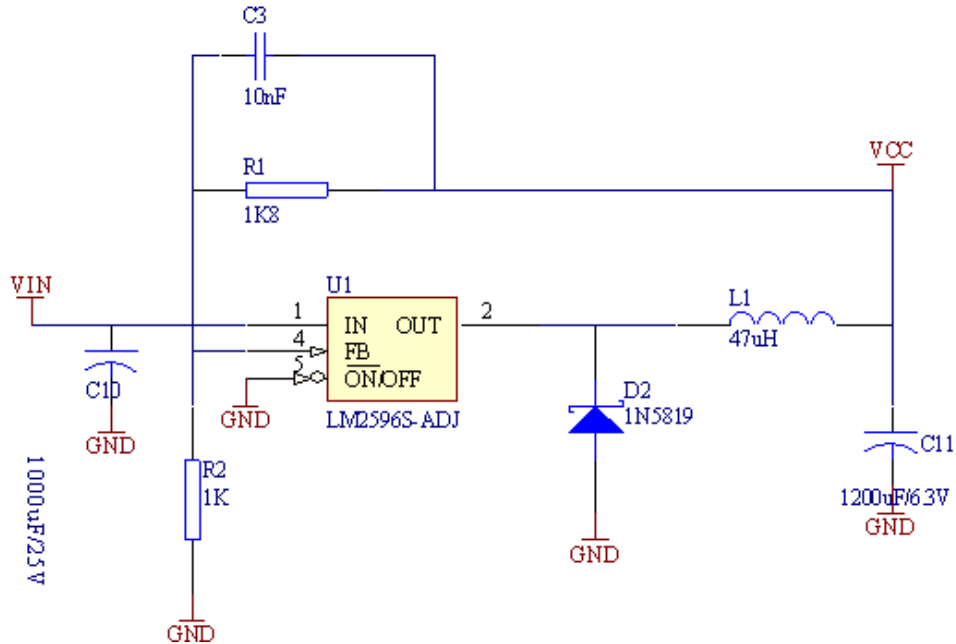 C3
10nF
R1
1K8
VCC
VIN
U1
1
IN OUT
2
4
FB
5
ON/OFF
GND
LM2596S-ADJ
L1
47uH
C10
GND
D2
1N5819
C11
1200uF/6.3V
GND
R2
1K
1000uF/25V
GND
GND